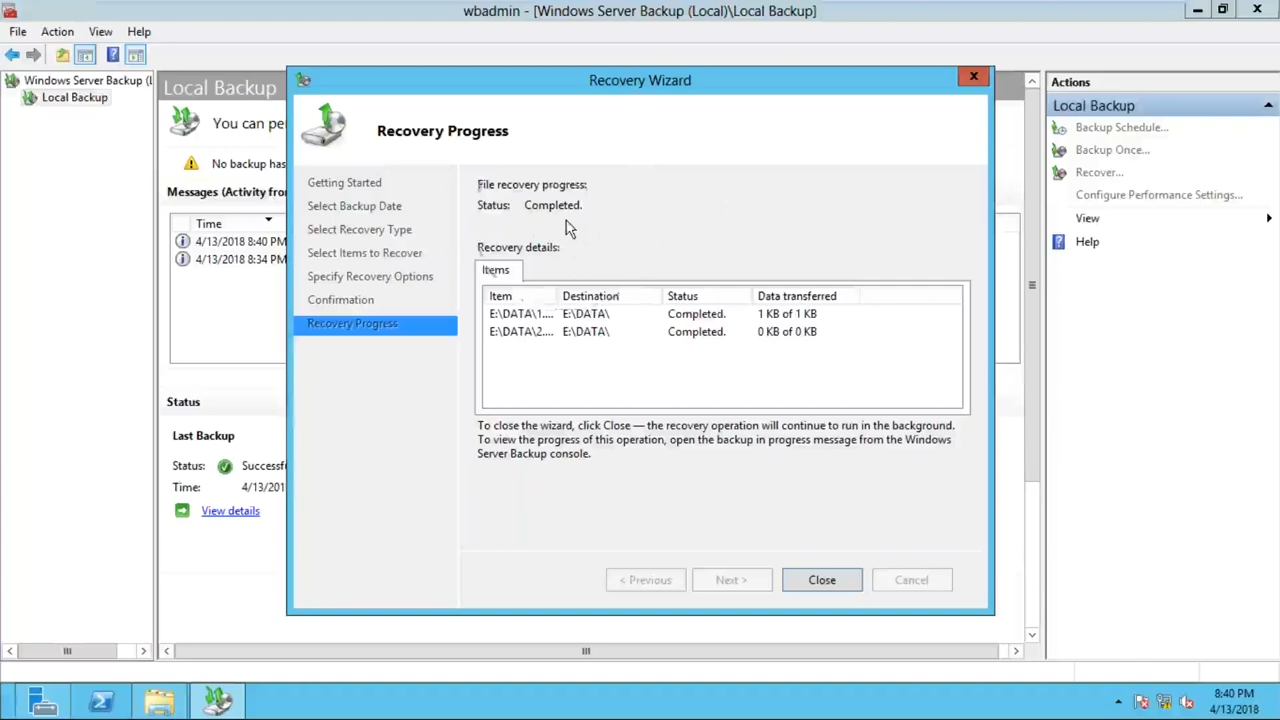 wbadmin - [Windows Server Backup (Local)\Local Backup]
File Action View Help
Windows Server Backup (L
Local Backup
Local Backup
You can pe
No backup has
Messages (Activity fron
Time
4/13/2018 8:40 PM
4/13/2018 8:34 PM
Status
Last Backup
Status: Successf
Time: 4/13/201
View details
Recovery Wizard
Recovery Progress
Getting Started
Select Backup Date
Select Recovery Type
Select Items to Recover
Specify Recovery Options
Confirmation
Recovery Progress
File recovery progress:
Status: Completed.
Recovery details:
Items
Item Destination Status Data transferred
E:\DATA\1.... E:\DATA\ Completed. 1 KB of 1 KB
E:\DATA\2.... E:\DATA\ Completed. 0 KB of 0 KB
To close the wizard, click Close — the recovery operation will continue to run in the background.
To view the progress of this operation, open the backup in progress message from the Windows
Server Backup console.
< Previous Next > Close Cancel
Actions
Local Backup
Backup Schedule...
Backup Once...
Recover...
Configure Performance Settings...
View
Help
8:40 PM
4/13/2018